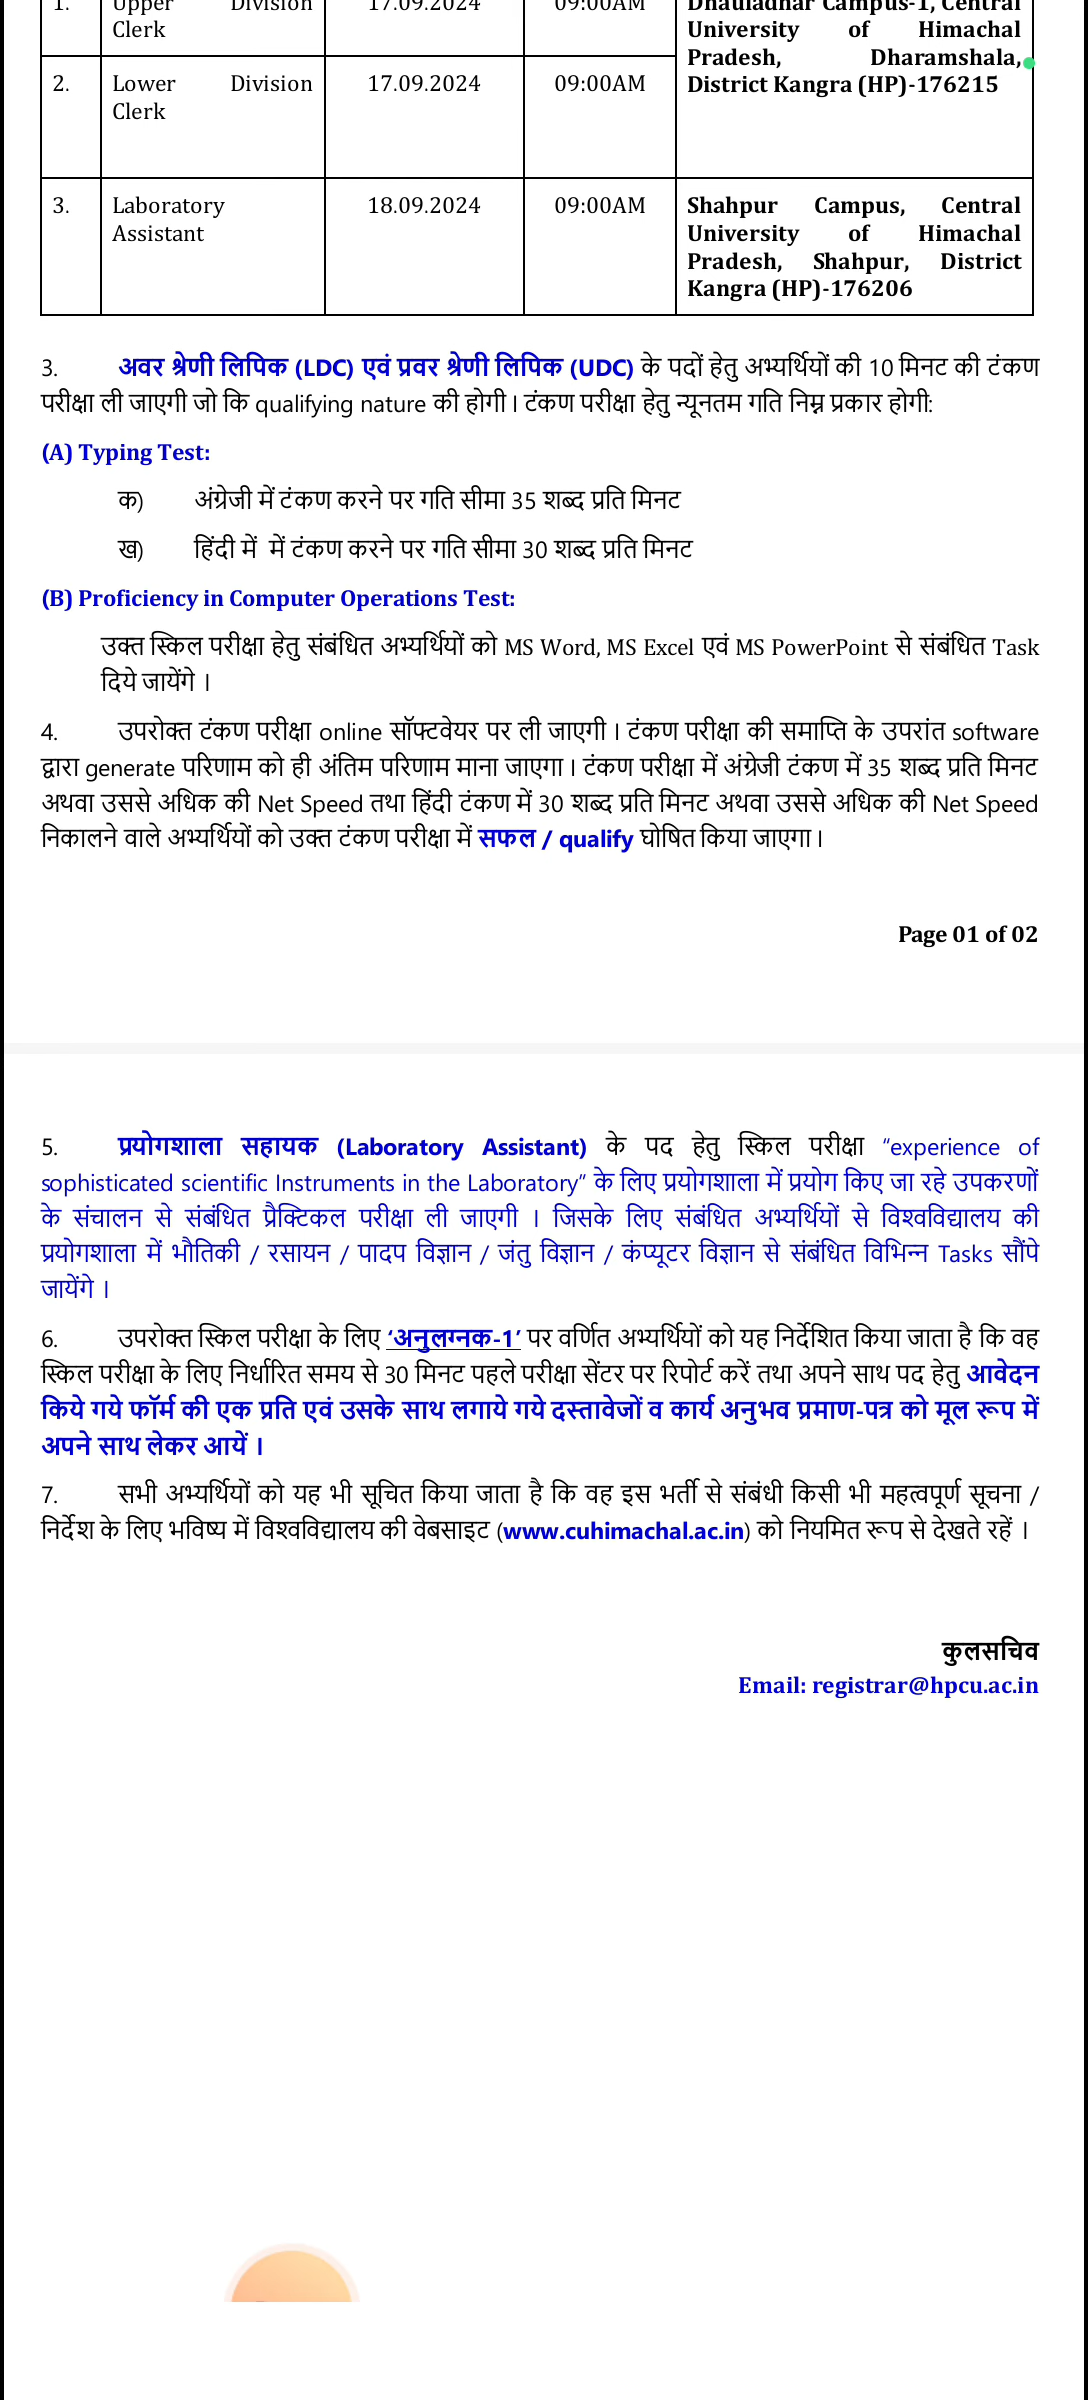 1. Upper Division 17.09.2024 09:00AM Dhauladhar Campus-1, Central
Clerk University of Himachal
Pradesh, Dharamshala,
2. Lower Division 17.09.2024 09:00AM District Kangra (HP)-176215
Clerk
3. Laboratory 18.09.2024 09:00AM Shahpur Campus, Central
Assistant University of Himachal
Pradesh, Shahpur, District
Kangra (HP)-176206
3. अवर श्रेणी लिपिक (LDC) एवं प्रवर श्रेणी लिपिक (UDC) के पदों हेतु अभ्यर्थियों की 10 मिनट की टंकण
परीक्षा ली जाएगी जो कि qualifying nature की होगी । टंकण परीक्षा हेतु न्यूनतम गति निम्न प्रकार होगी:
(A) Typing Test:
क) अंग्रेजी में टंकण करने पर गति सीमा 35 शब्द प्रति मिनट
ख) हिंदी में में टंकण करने पर गति सीमा 30 शब्द प्रति मिनट
(B) Proficiency in Computer Operations Test:
उक्त स्किल परीक्षा हेतु संबंधित अभ्यर्थियों को MS Word, MS Excel एवं MS PowerPoint से संबंधित Task
दिये जायेंगे ।
4. उपरोक्त टंकण परीक्षा online सॉफ्टवेयर पर ली जाएगी । टंकण परीक्षा की समाप्ति के उपरांत software
द्वारा generate परिणाम को ही अंतिम परिणाम माना जाएगा । टंकण परीक्षा में अंग्रेजी टंकण में 35 शब्द प्रति मिनट
अथवा उससे अधिक की Net Speed तथा हिंदी टंकण में 30 शब्द प्रति मिनट अथवा उससे अधिक की Net Speed
निकालने वाले अभ्यर्थियों को उक्त टंकण परीक्षा में सफल / qualify घोषित किया जाएगा ।
Page 01 of 02
5. प्रयोगशाला सहायक (Laboratory Assistant) के पद हेतु स्किल परीक्षा “experience of
sophisticated scientific Instruments in the Laboratory” के लिए प्रयोगशाला में प्रयोग किए जा रहे उपकरणों
के संचालन से संबंधित प्रैक्टिकल परीक्षा ली जाएगी । जिसके लिए संबंधित अभ्यर्थियों से विश्वविद्यालय की
प्रयोगशाला में भौतिकी / रसायन / पादप विज्ञान / जंतु विज्ञान / कंप्यूटर विज्ञान से संबंधित विभिन्न Tasks सौंपे
जायेंगे ।
6. उपरोक्त स्किल परीक्षा के लिए ‘अनुलग्नक-1’ पर वर्णित अभ्यर्थियों को यह निर्देशित किया जाता है कि वह
स्किल परीक्षा के लिए निर्धारित समय से 30 मिनट पहले परीक्षा सेंटर पर रिपोर्ट करें तथा अपने साथ पद हेतु आवेदन
किये गये फॉर्म की एक प्रति एवं उसके साथ लगाये गये दस्तावेजों व कार्य अनुभव प्रमाण-पत्र को मूल रूप में
अपने साथ लेकर आयें ।
7. सभी अभ्यर्थियों को यह भी सूचित किया जाता है कि वह इस भर्ती से संबंधी किसी भी महत्वपूर्ण सूचना /
निर्देश के लिए भविष्य में विश्वविद्यालय की वेबसाइट (www.cuhimachal.ac.in) को नियमित रूप से देखते रहें ।
कुलसचिव
Email: registrar@hpcu.ac.in